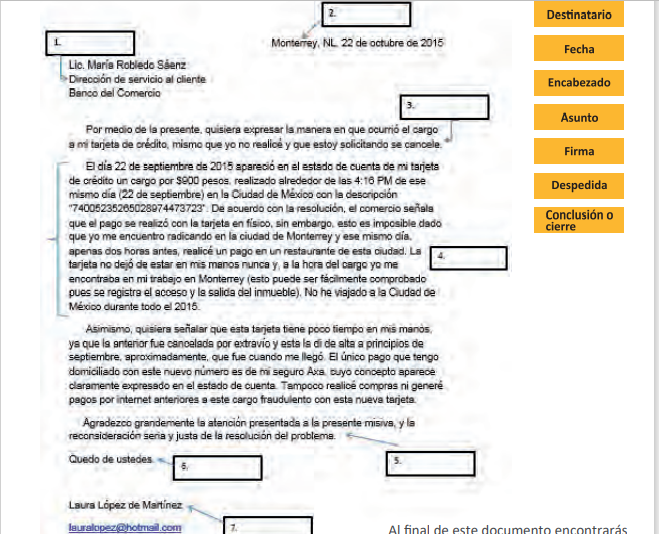 2.
1.
Monterrey, NL, 22 de octubre de 2015
Lic. María Robledo Sáenz
Dirección de servicio al cliente
Banco del Comercio
3.
Por medio de la presente, quisiera expresar la manera en que ocurrió el cargo
a mi tarjeta de crédito, mismo que yo no realicé y que estoy solicitando se cancele.
El día 22 de septiembre de 2015 apareció en el estado de cuenta de mi tarjeta
de crédito un cargo por $900 pesos, realizado alrededor de las 4:16 PM de ese
mismo día (22 de septiembre) en la Ciudad de México con la descripción
"74005235265028974473723". De acuerdo con la resolución, el comercio señala
que el pago se realizó con la tarjeta en físico, sin embargo, esto es imposible dado
que yo me encuentro radicando en la ciudad de Monterrey y ese mismo día,
apenas dos horas antes, realicé un pago en un restaurante de esta ciudad. La
tarjeta no dejó de estar en mis manos nunca y, a la hora del cargo yo me
encontraba en mi trabajo en Monterrey (esto puede ser fácilmente comprobado
pues se registra el acceso y la salida del inmueble). No he viajado a la Ciudad de
México durante todo el 2015.
4.
Asimismo, quisiera señalar que esta tarjeta tiene poco tiempo en mis manos,
ya que la anterior fue cancelada por extravío y esta la di de alta a principios de
septiembre, aproximadamente, que fue cuando me llegó. El único pago que tengo
domiciliado con este nuevo número es de mi seguro Axa, cuyo concepto aparece
claramente expresado en el estado de cuenta. Tampoco realicé compras ni generé
pagos por internet anteriores a este cargo fraudulento con esta nueva tarjeta.
Agradezco grandemente la atención presentada a la presente misiva, y la
reconsideración seria y justa de la resolución del problema.
5.
Quedo de ustedes
6.
Laura López de Martínez
lauralopez@hotmail.com
7.
Destinatario
Fecha
Encabezado
Asunto
Firma
Despedida
Conclusión o
cierre
Al final de este documento encontrarás